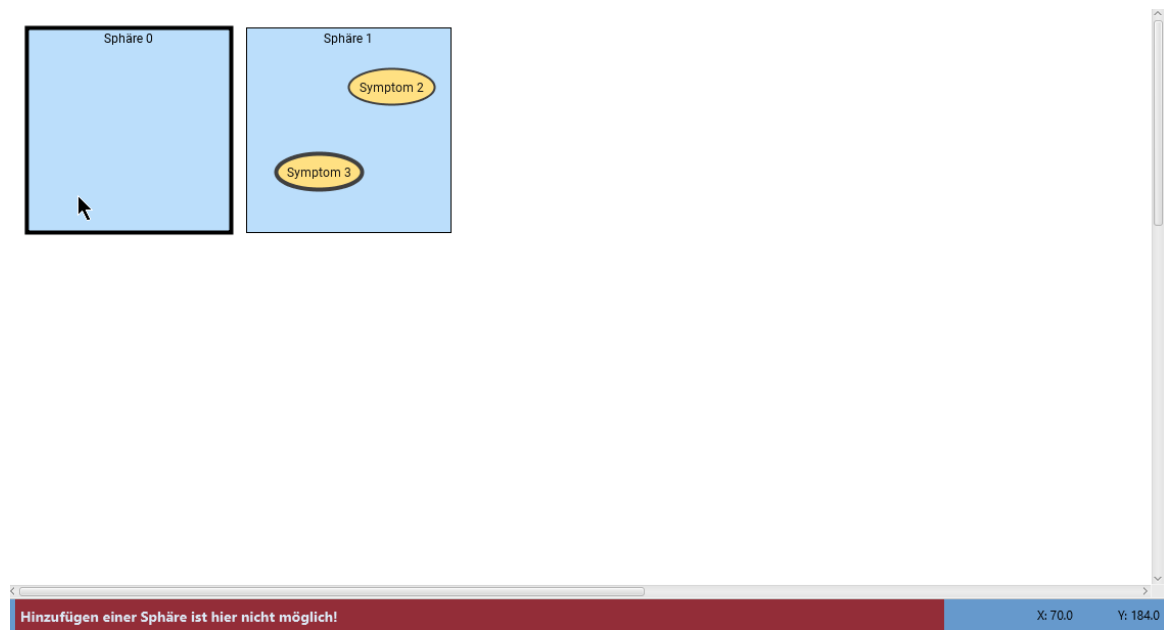 Sphäre 0
Sphäre 1
Symptom 2
Symptom 3
Hinzufügen einer Sphäre ist hier nicht möglich!
X: 70.0
Y: 184.0